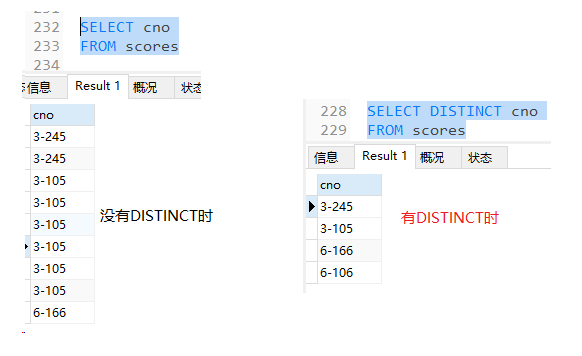 232 SELECT cno
233 FROM scores
234
信息 Result 1 概况 状态
cno
3-245
3-245
3-105
3-105
3-105
3-105
3-105
3-105
6-166
没有DISTINCT时
228 SELECT DISTINCT cno
229 FROM scores
信息 Result 1 概况 状态
cno
3-245
3-105
6-166
6-106
有DISTINCT时